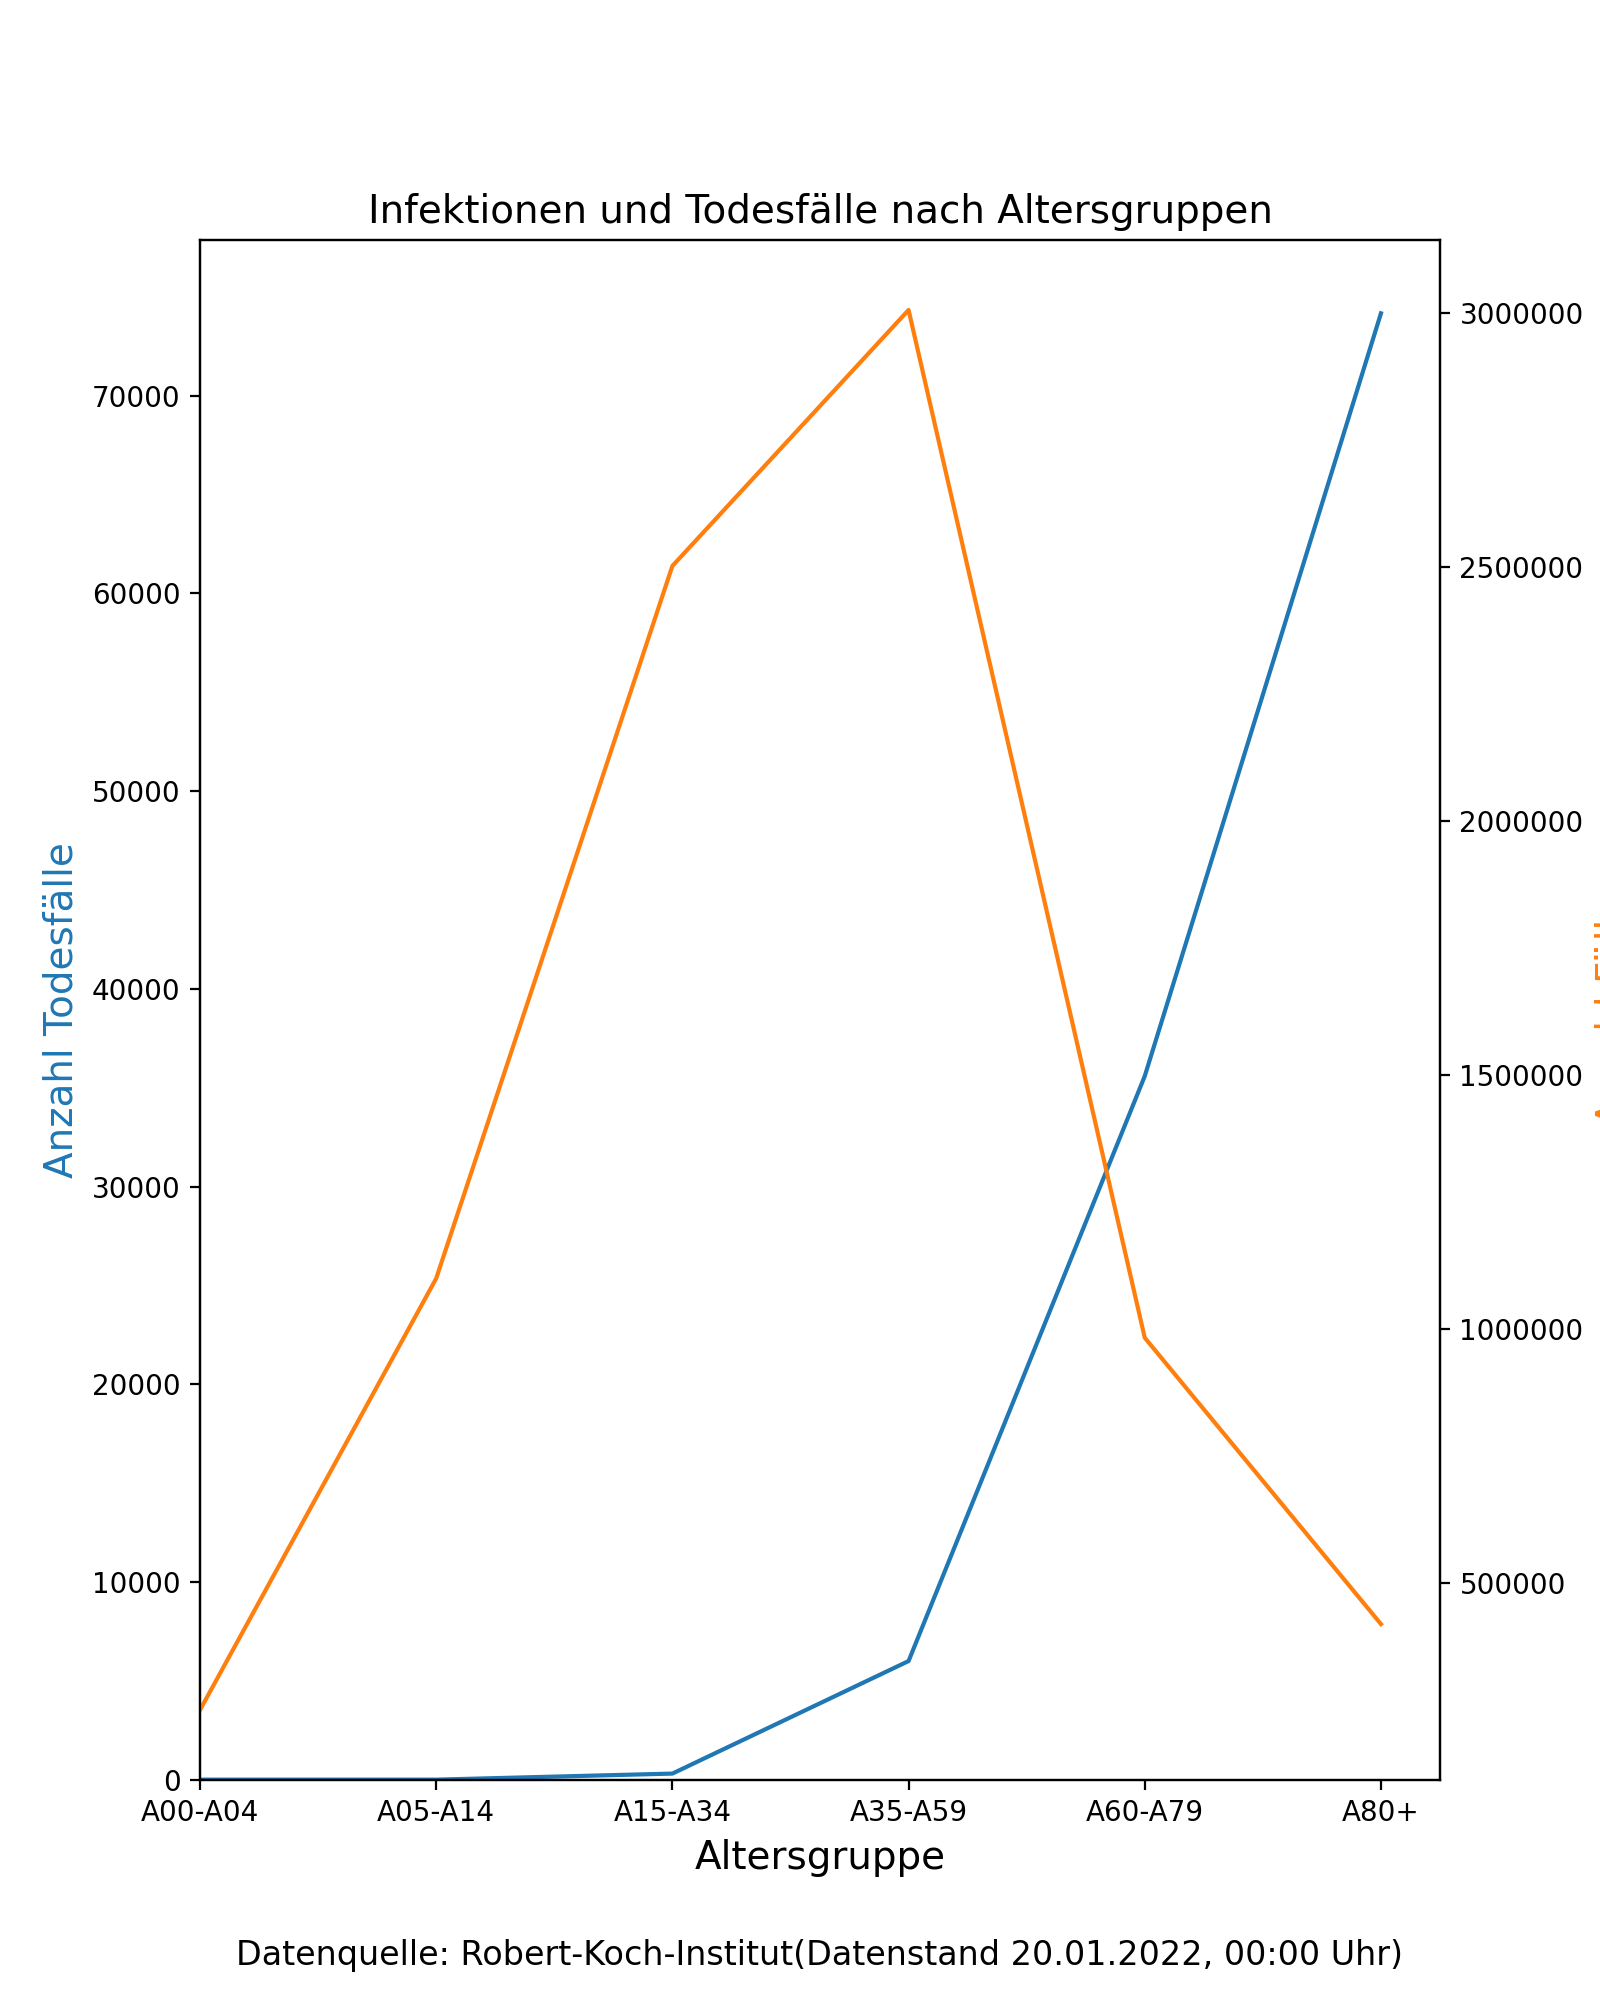 Infektionen und Todesfälle nach Altersgruppen
70000
60000
50000
40000
30000
20000
10000
0
Anzahl Todesfälle
3000000
2500000
2000000
1500000
1000000
500000
A00-A04 A05-A14 A15-A34 A35-A59 A60-A79 A80+
Altersgruppe
Datenquelle: Robert-Koch-Institut(Datenstand 20.01.2022, 00:00 Uhr)